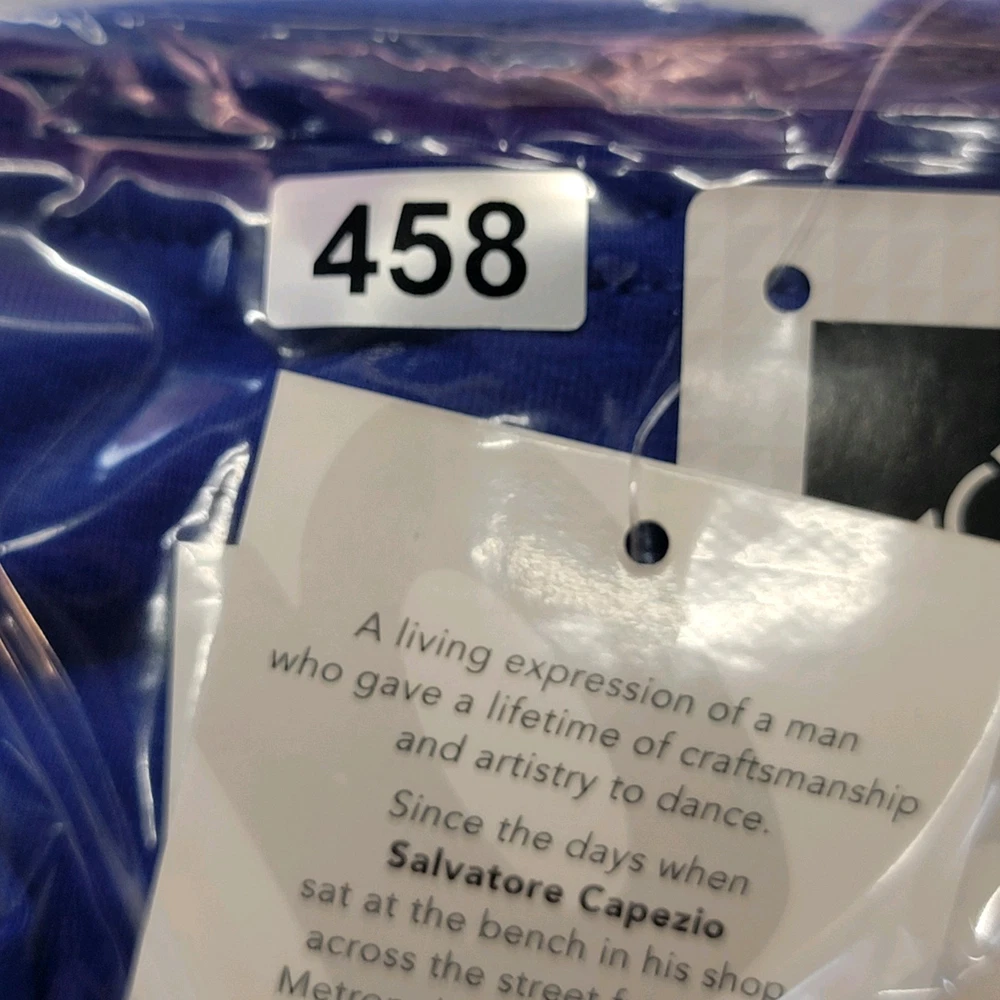 458
A living expression of a man
who gave a lifetime of craftsmanship
and artistry to dance.
Since the days when
Salvatore Capezio
sat at the bench in his shop
across the street